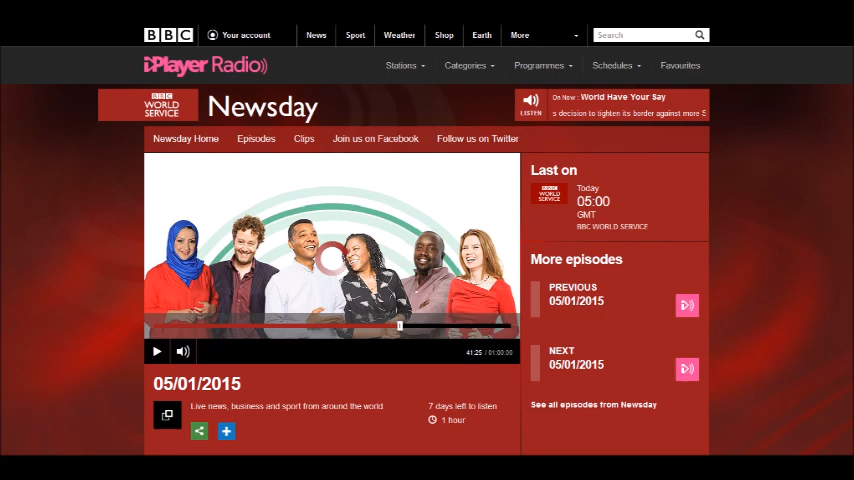 BBC Your account News Sport Weather Shop Earth More Search
iPlayer Radio Stations Categories Programmes Schedules Favourites
BBC
WORLD
SERVICE
Newsday
LISTEN
On Now : World Have Your Say
s decision to tighten its border against more S
Newsday Home Episodes Clips Join us on Facebook Follow us on Twitter
Last on
BBC
WORLD
SERVICE
Today
05:00
GMT
BBC WORLD SERVICE
More episodes
PREVIOUS
05/01/2015
NEXT
05/01/2015
See all episodes from Newsday
41:25 / 01:00:00
05/01/2015
Live news, business and sport from around the world
7 days left to listen
1 hour